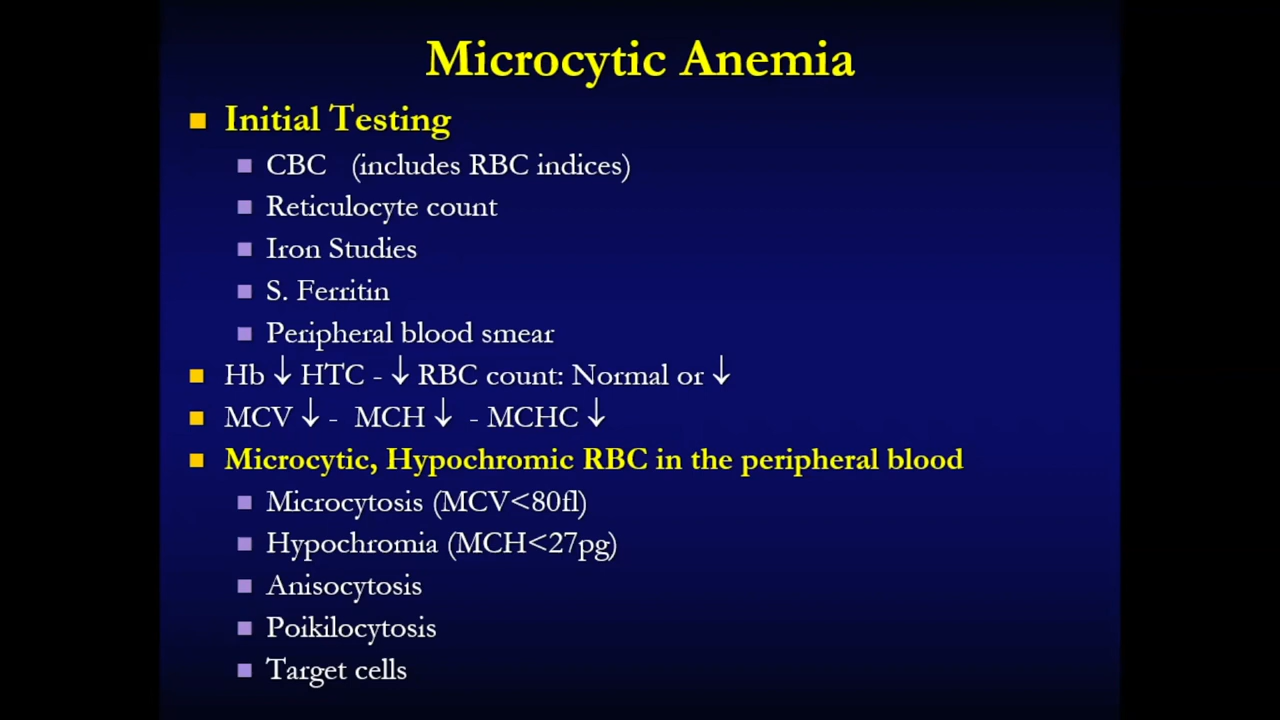 Microcytic Anemia
Initial Testing
CBC (includes RBC indices)
Reticulocyte count
Iron Studies
S. Ferritin
Peripheral blood smear
Hb ↓ HTC - ↓ RBC count: Normal or ↓
MCV ↓ - MCH ↓ - MCHC ↓
Microcytic, Hypochromic RBC in the peripheral blood
Microcytosis (MCV<80fl)
Hypochromia (MCH<27pg)
Anisocytosis
Poikilocytosis
Target cells